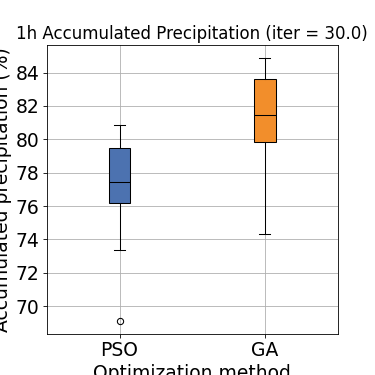 1h Accumulated Precipitation (iter = 30.0)
Accumulated precipitation (%)
84
82
80
78
76
74
72
70
PSO GA
Optimization method